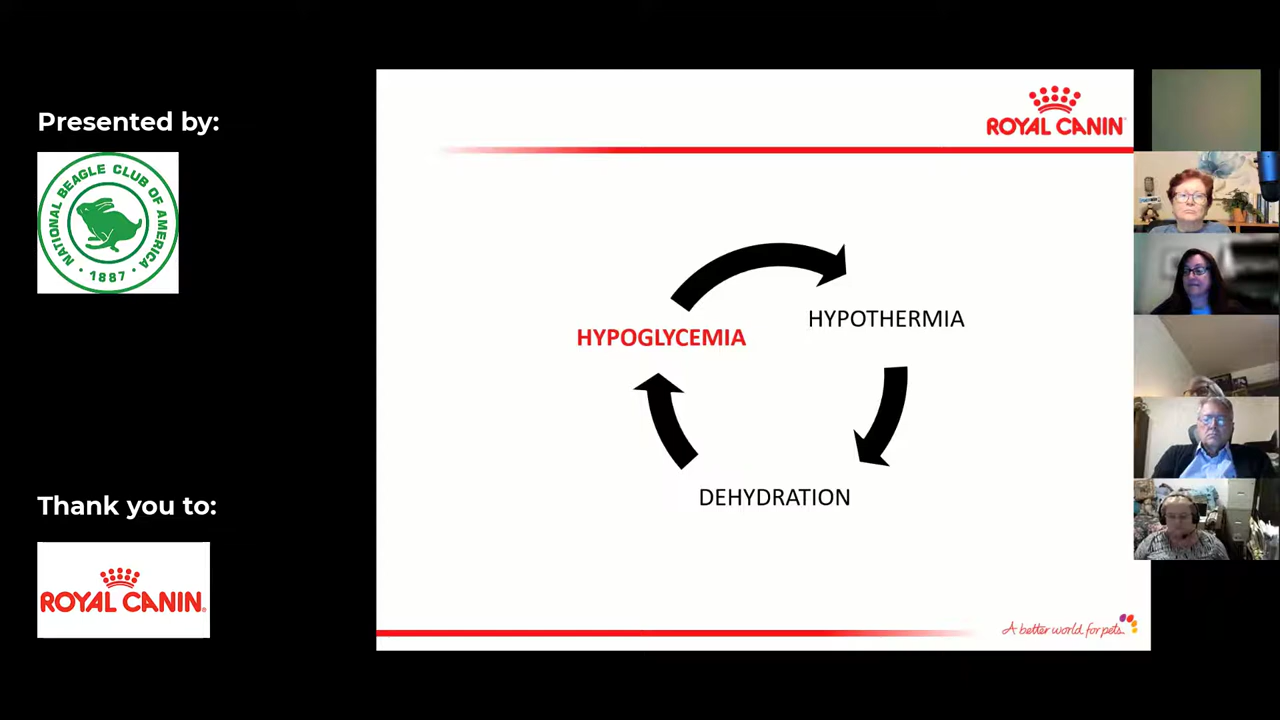 Presented by:
NATIONAL BEAGLE CLUB OF AMERICA
• 1887 •
Thank you to:
ROYAL CANIN
ROYAL CANIN
HYPOTHERMIA
HYPOGLYCEMIA
DEHYDRATION
A better world for pets